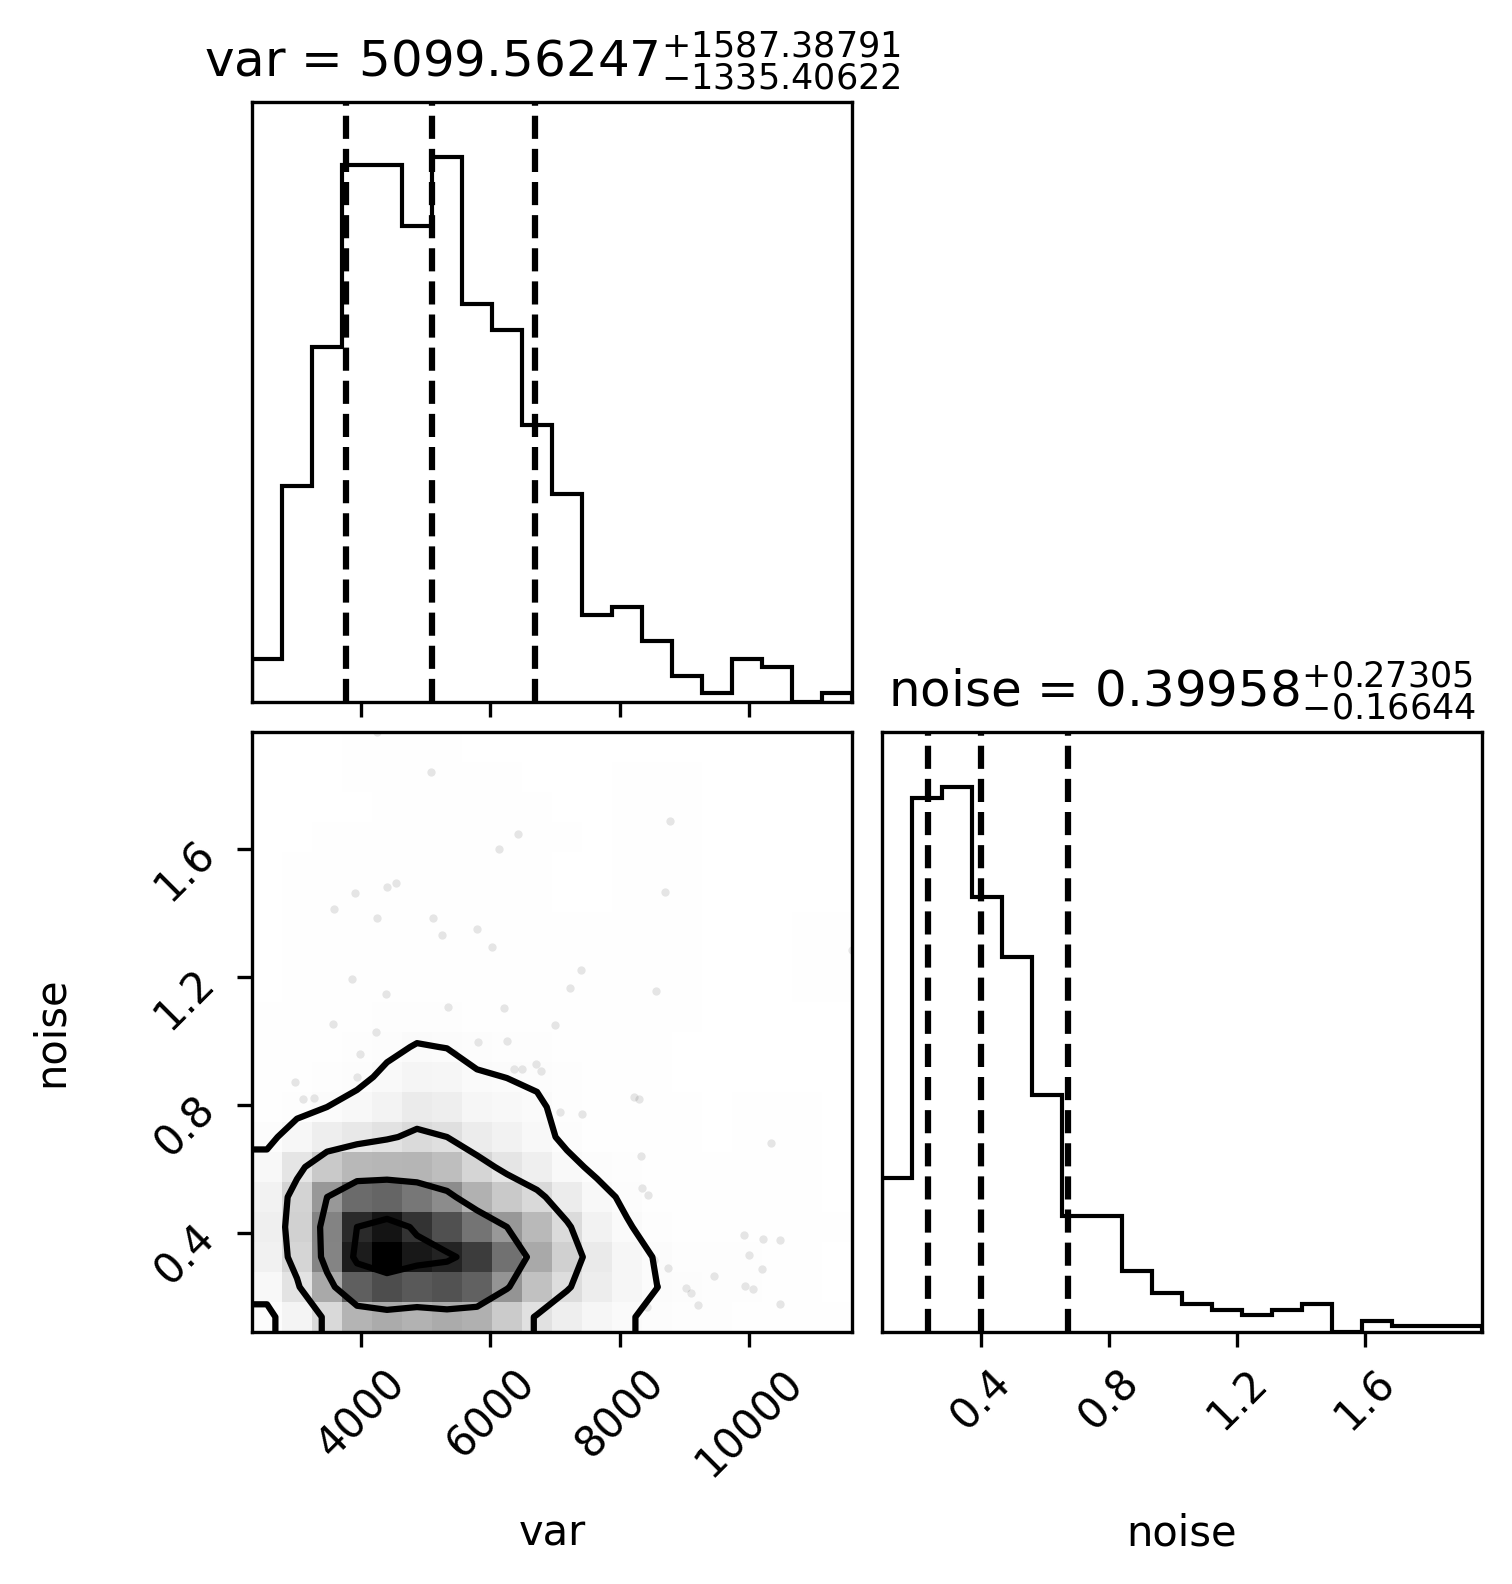 var = 5099.56247+1587.38791−1335.40622
noise = 0.39958+0.27305−0.16644
noise
1.6
1.2
0.8
0.4
4000 6000 8000 10000
0.4 0.8 1.2 1.6
var
noise